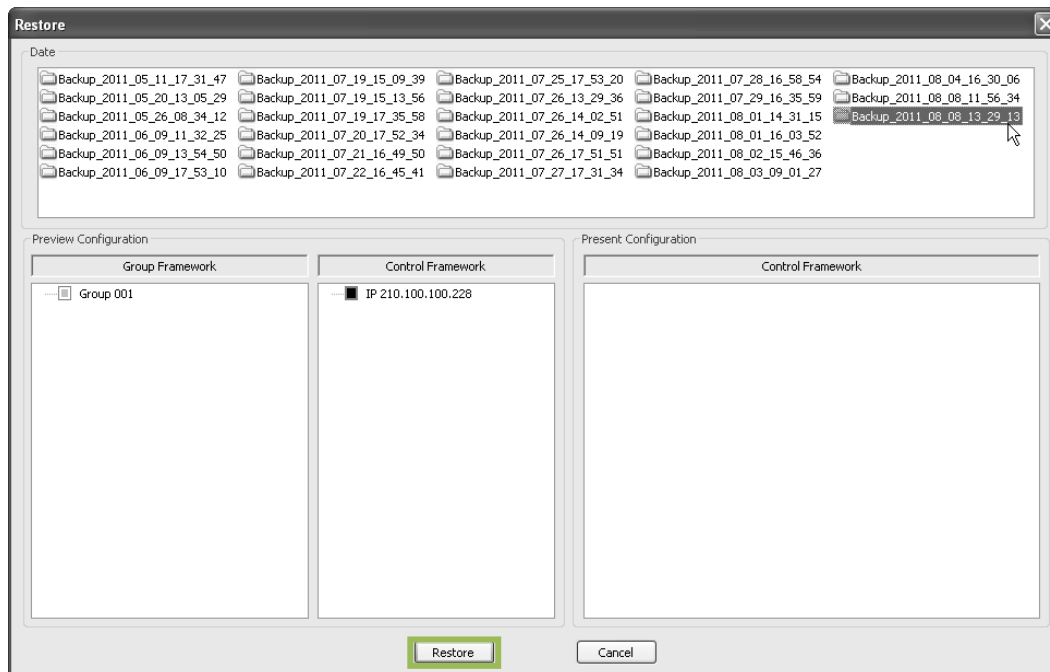 Restore
Date
Backup_2011_05_11_17_31_47 Backup_2011_07_19_15_09_39 Backup_2011_07_25_17_53_20 Backup_2011_07_28_16_58_54 Backup_2011_08_04_16_30_06
Backup_2011_05_20_13_05_29 Backup_2011_07_19_15_13_56 Backup_2011_07_26_13_29_36 Backup_2011_07_29_16_35_59 Backup_2011_08_08_11_56_34
Backup_2011_05_26_08_34_12 Backup_2011_07_19_17_35_58 Backup_2011_07_26_14_02_51 Backup_2011_08_01_14_31_15 Backup_2011_08_08_13_29_13
Backup_2011_06_09_11_32_25 Backup_2011_07_20_17_52_34 Backup_2011_07_26_14_09_19 Backup_2011_08_01_16_03_52
Backup_2011_06_09_13_54_50 Backup_2011_07_21_16_49_50 Backup_2011_07_26_17_51_51 Backup_2011_08_02_15_46_36
Backup_2011_06_09_17_53_10 Backup_2011_07_22_16_45_41 Backup_2011_07_27_17_31_34 Backup_2011_08_03_09_01_27
Preview Configuration Present Configuration
Group Framework Control Framework Control Framework
Group 001 IP 210.100.100.228
Restore Cancel